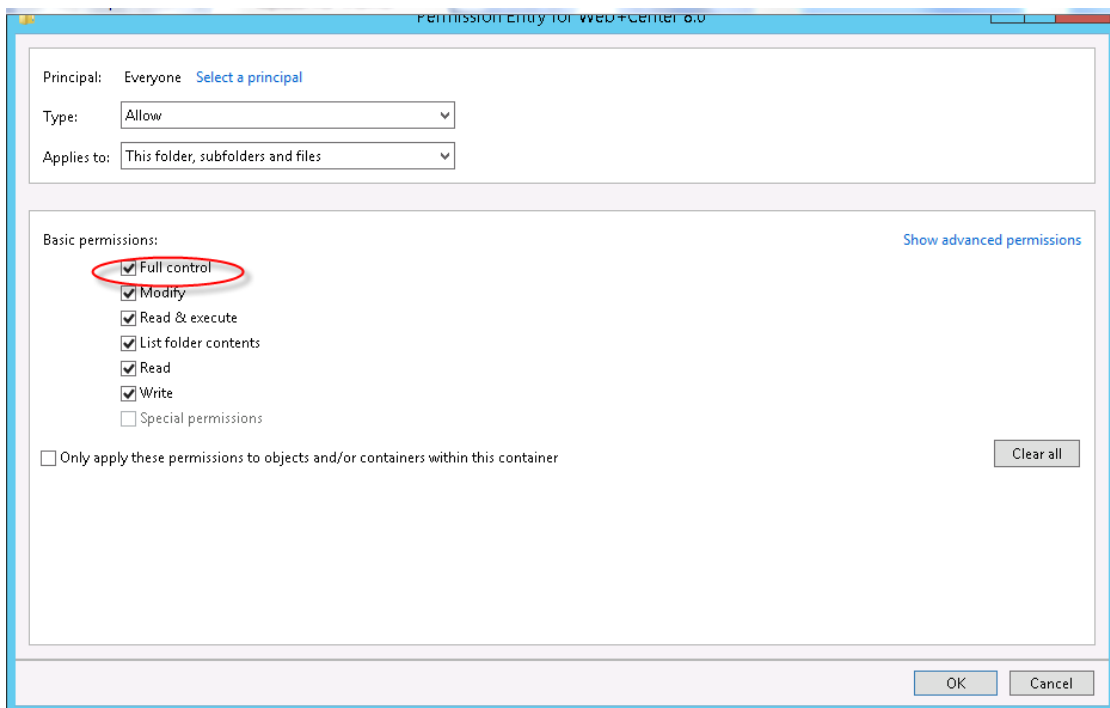 Permission Entry for Web+Center 8.0
Principal: Everyone Select a principal
Type: Allow
Applies to: This folder, subfolders and files
Basic permissions: Show advanced permissions
Full control
Modify
Read & execute
List folder contents
Read
Write
Special permissions
Only apply these permissions to objects and/or containers within this container
Clear all
OK Cancel